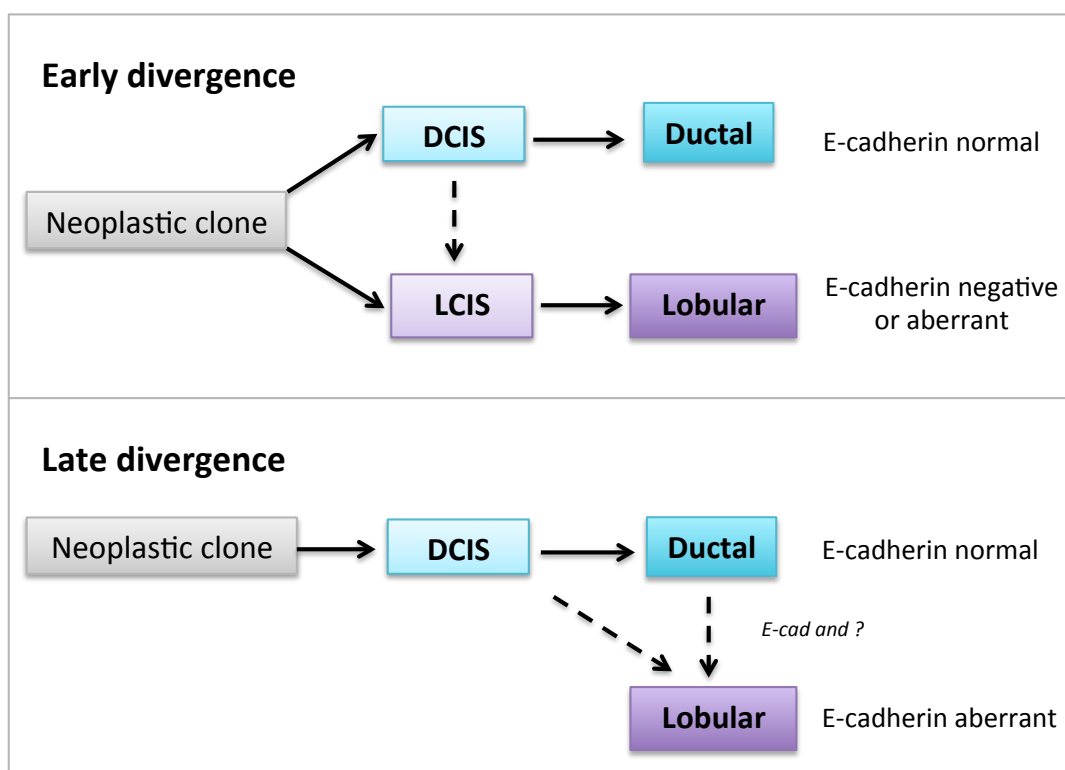 Early divergence
DCIS
Ductal
E-cadherin normal
Neoplastic clone
LCIS
Lobular
E-cadherin negative
or aberrant
Late divergence
Neoplastic clone
DCIS
Ductal
E-cadherin normal
E-cad and ?
Lobular
E-cadherin aberrant